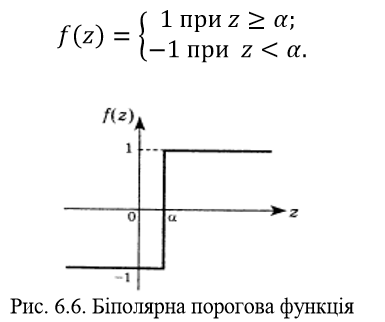 f(z) = { 1 при z ≥ α;
−1 при z < α.
f(z)
1
0 α z
−1
Рис. 6.6. Біполярна порогова функція